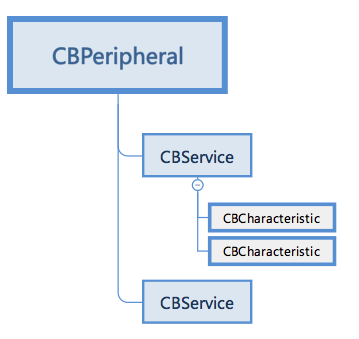 CBPeripheral
CBService
CBCharacteristic
CBCharacteristic
CBService